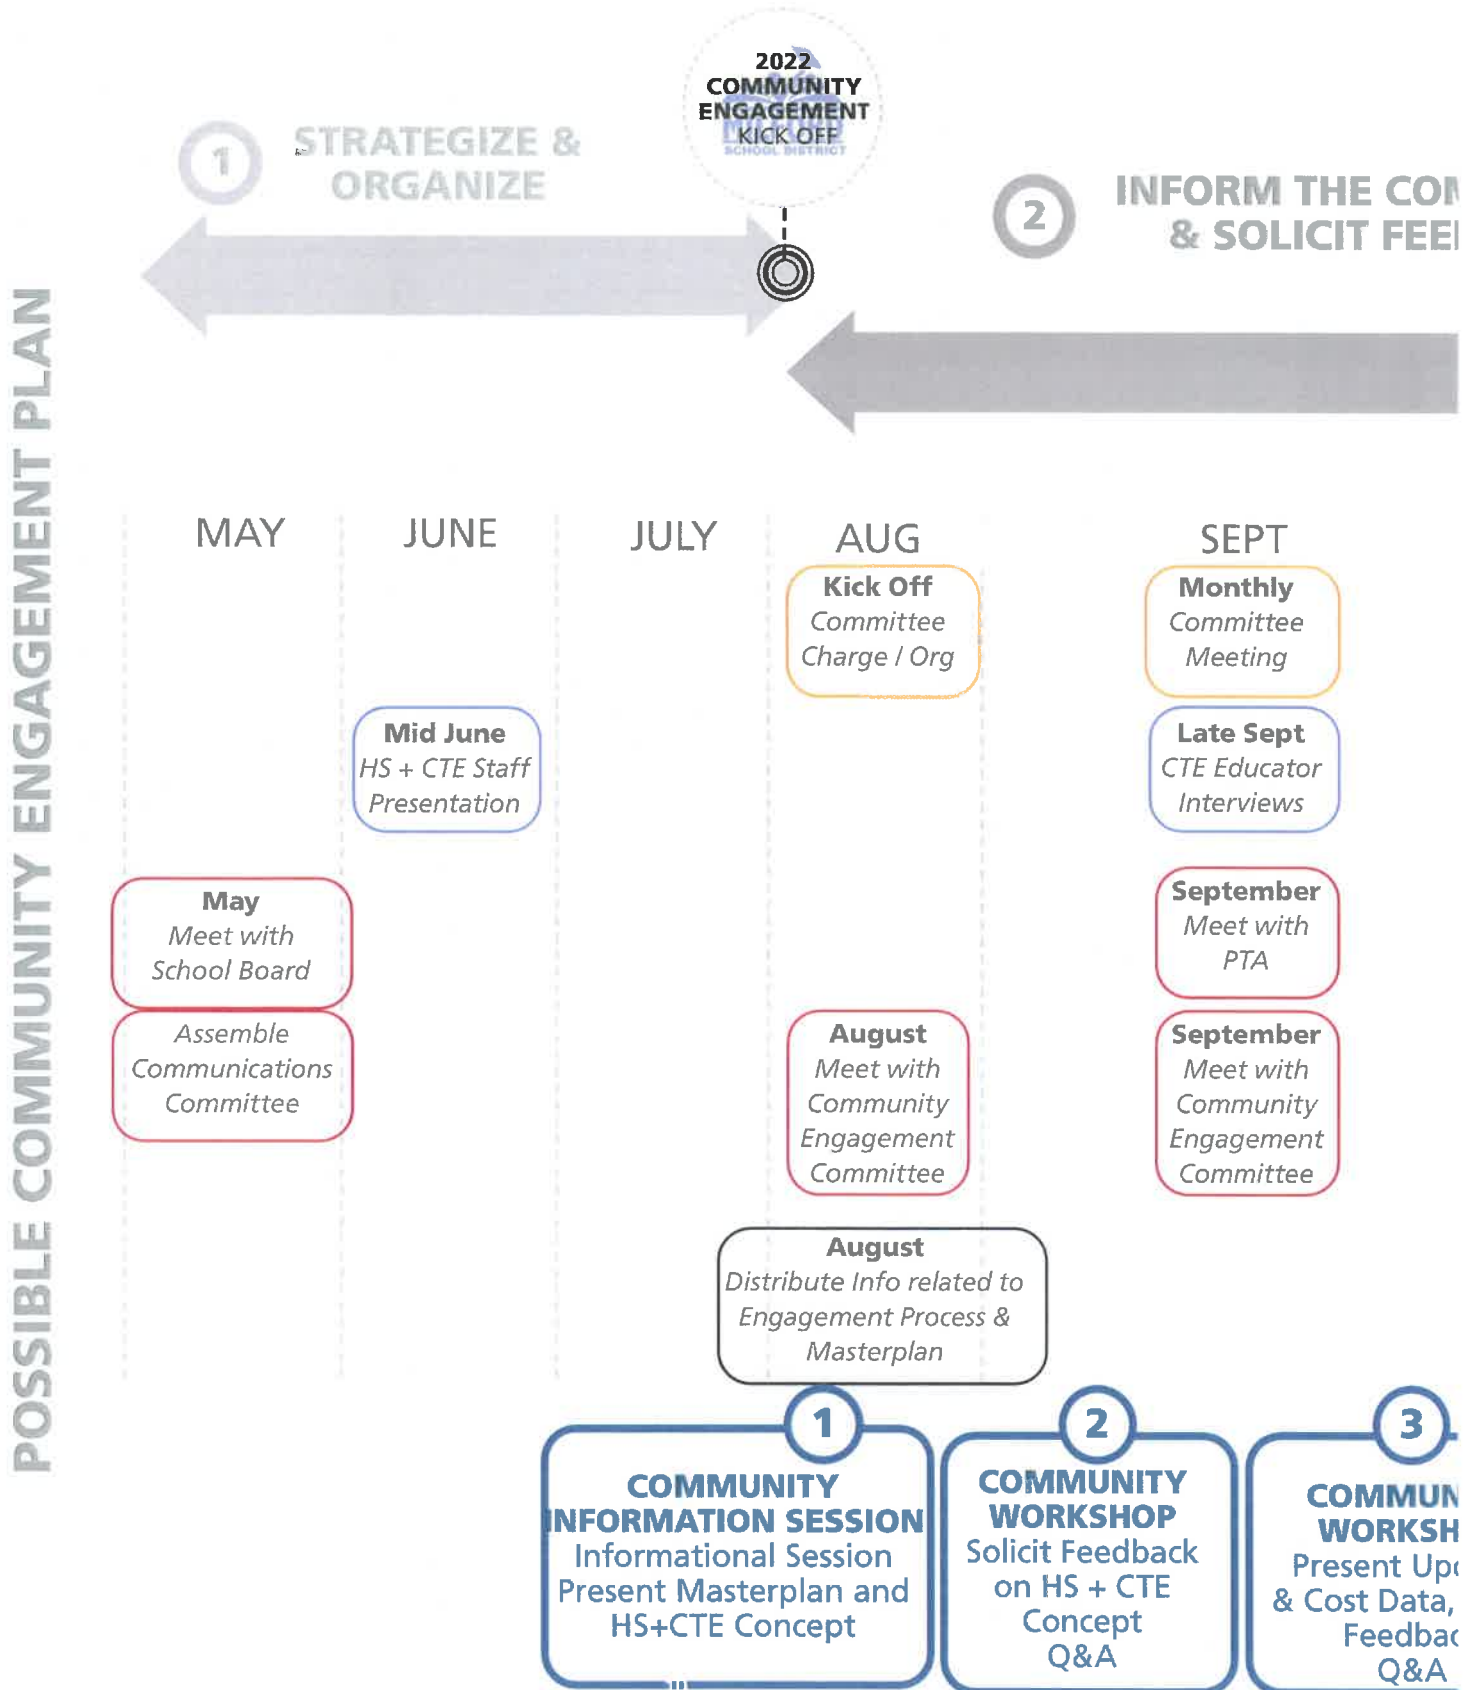 2022
COMMUNITY
ENGAGEMENT
KICK OFF
MILFORD
SCHOOL DISTRICT
1
STRATEGIZE &
ORGANIZE
2
INFORM THE COM
& SOLICIT FEE
POSSIBLE COMMUNITY ENGAGEMENT PLAN
MAY
JUNE
JULY
AUG
SEPT
Kick Off
Committee
Charge / Org
Monthly
Committee
Meeting
Mid June
HS + CTE Staff
Presentation
Late Sept
CTE Educator
Interviews
May
Meet with
School Board
September
Meet with
PTA
Assemble
Communications
Committee
August
Meet with
Community
Engagement
Committee
September
Meet with
Community
Engagement
Committee
August
Distribute Info related to
Engagement Process &
Masterplan
1
COMMUNITY
INFORMATION SESSION
Informational Session
Present Masterplan and
HS+CTE Concept
2
COMMUNITY
WORKSHOP
Solicit Feedback
on HS + CTE
Concept
Q&A
3
COMMUN
WORKSH
Present Up
& Cost Data,
Feedbac
Q&A